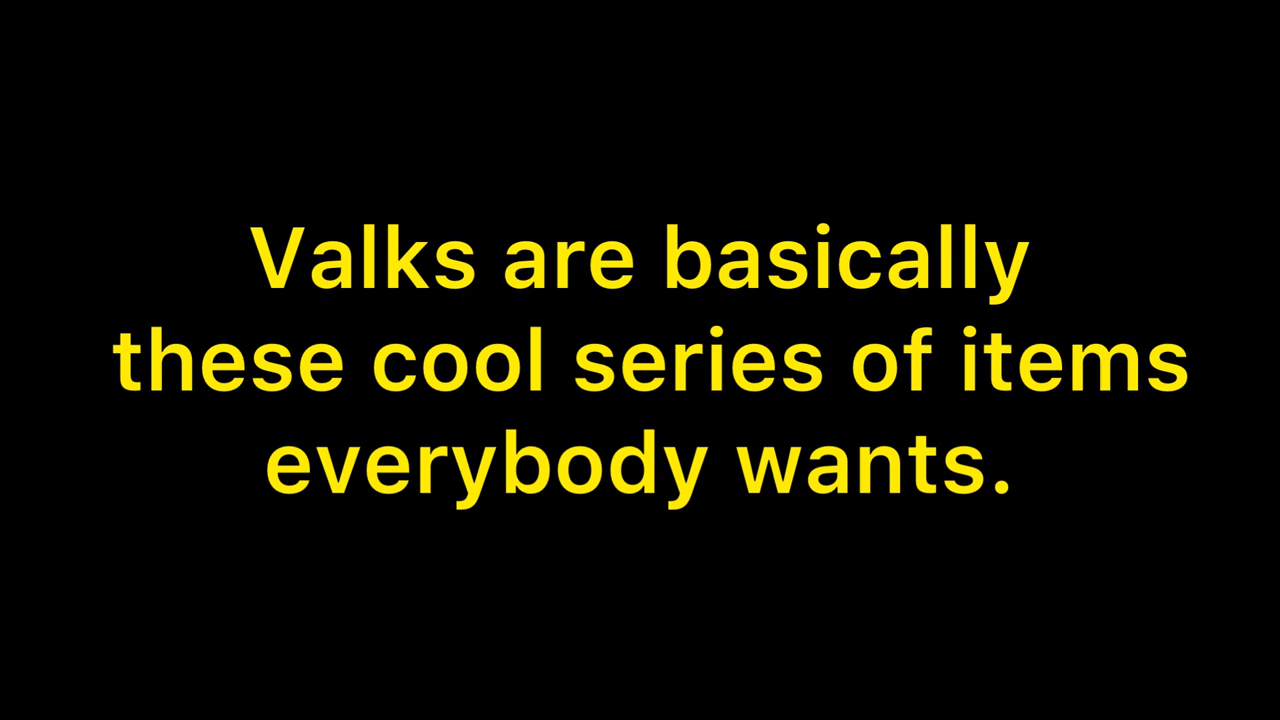 Valks are basically
these cool series of items
everybody wants.